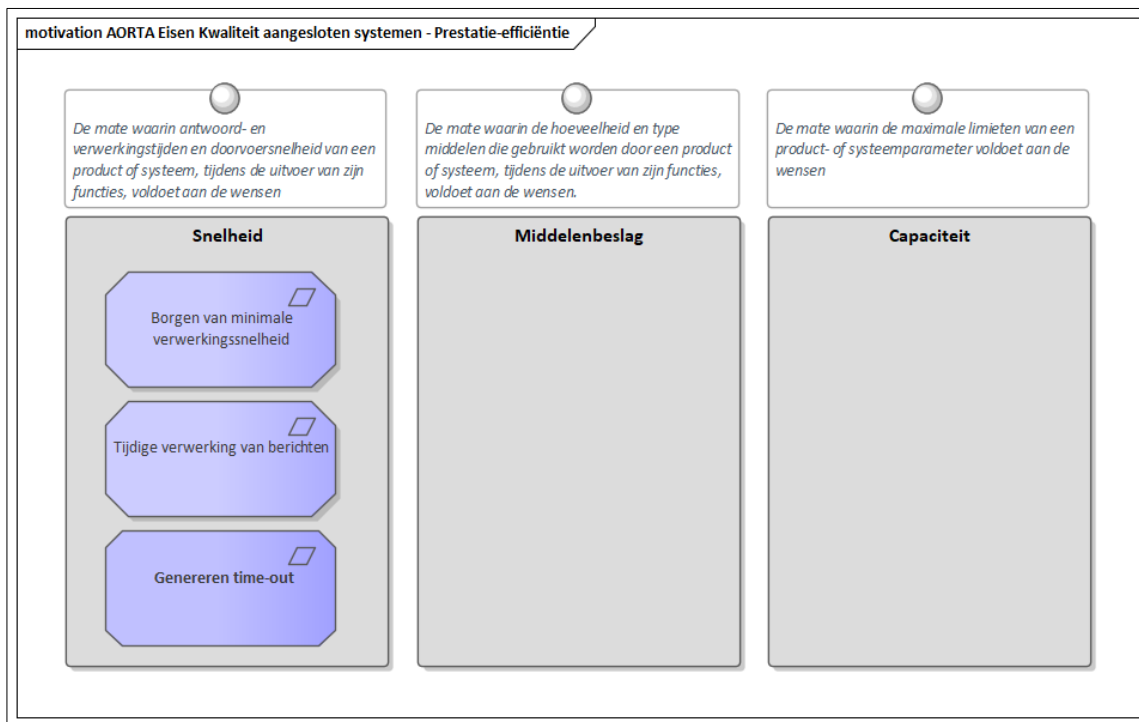 motivation AORTA Eisen Kwaliteit aangesloten systemen - Prestatie-efficiëntie
De mate waarin antwoord- en
verwerkingstijden en doorvoersnelheid van een
product of systeem, tijdens de uitvoer van zijn
functies, voldoet aan de wensen
De mate waarin de hoeveelheid en type
middelen die gebruikt worden door een product
of systeem, tijdens de uitvoer van zijn functies,
voldoet aan de wensen.
De mate waarin de maximale limieten van een
product- of systeemparameter voldoet aan de
wensen
Snelheid
Borgen van minimale
verwerkingssnelheid
Tijdige verwerking van berichten
Genereren time-out
Middelenbeslag
Capaciteit